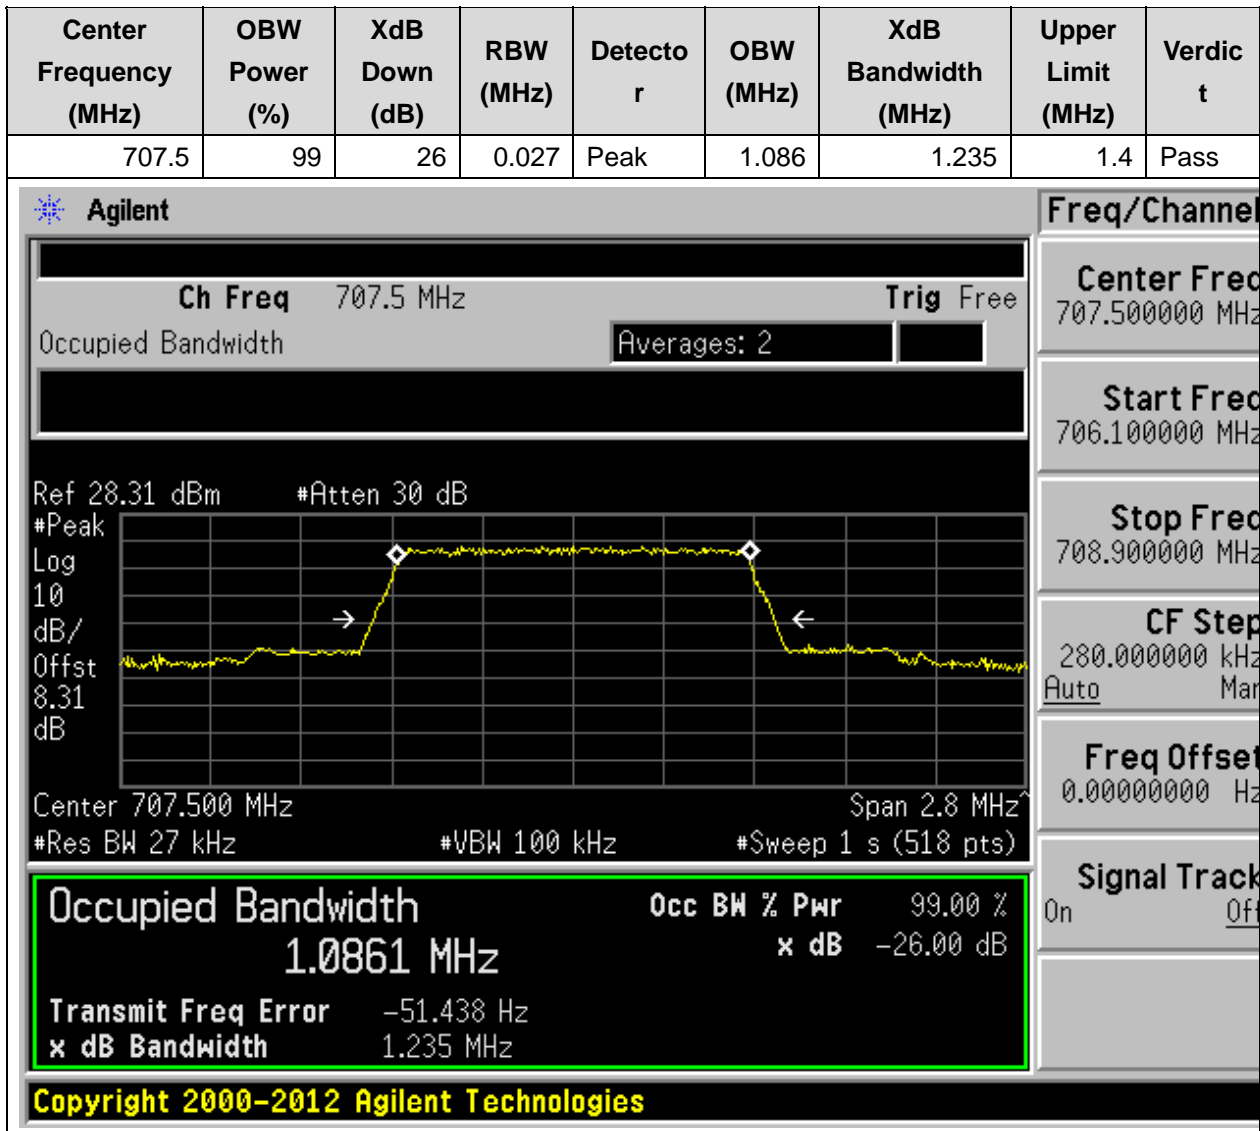 Center Frequency (MHz) OBW Power (%) XdB Down (dB) RBW (MHz) Detector OBW (MHz) XdB Bandwidth (MHz) Upper Limit (MHz) Verdict
707.5 99 26 0.027 Peak 1.086 1.235 1.4 Pass
Agilent
Freq/Channel
Ch Freq 707.5 MHz Trig Free
Occupied Bandwidth Averages: 2
Center Freq
707.500000 MHz
Start Freq
706.100000 MHz
Stop Freq
708.900000 MHz
CF Step
280.000000 kHz
Auto Man
Freq Offset
0.00000000 Hz
Signal Track
On Off
Ref 28.31 dBm #Atten 30 dB
#Peak
Log
10
dB/
Offst
8.31
dB
Center 707.500 MHz Span 2.8 MHz^
#Res BW 27 kHz #VBW 100 kHz #Sweep 1 s (518 pts)
Occupied Bandwidth Occ BW % Pwr 99.00 %
1.0861 MHz x dB -26.00 dB
Transmit Freq Error -51.438 Hz
x dB Bandwidth 1.235 MHz
Copyright 2000-2012 Agilent Technologies